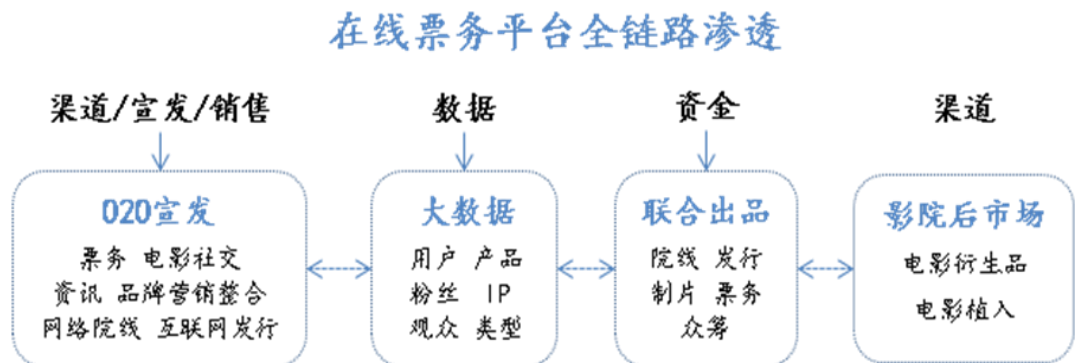 在线票务平台全链路渗透
渠道/宣发/销售
数据
资金
渠道
O2O宣发
票务 电影社交
资讯 品牌营销整合
网络院线 互联网发行
大数据
用户 产品
粉丝 IP
观众 类型
联合出品
院线 发行
制片 票务
众筹
影院后市场
电影衍生品
电影植入